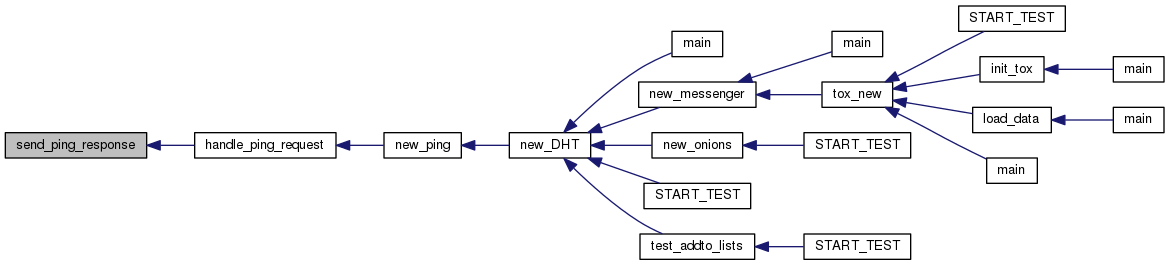 START_TEST
main
main
init_tox
main
new_messenger
tox_new
load_data
main
send_ping_response
handle_ping_request
new_ping
new_DHT
new_onions
START_TEST
main
START_TEST
test_addto_lists
START_TEST